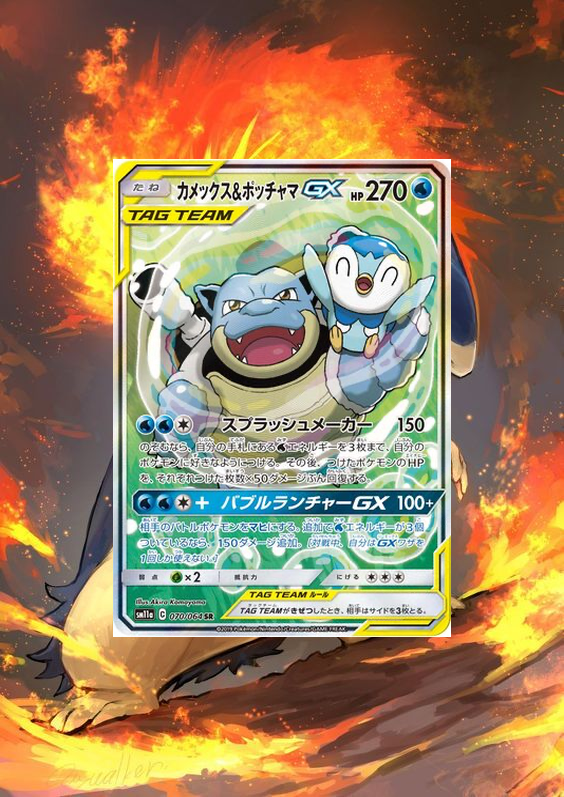 たね カメックス&ポッチャマGX HP270
TAG TEAM
スプラッシュメーカー 150
のぞむなら、自分の手札にあるエネルギーを3枚まで、自分の
ポケモンに好きなようにつける。その後、つけたポケモンのHP
を、それぞれつけた枚数×50ダメージぶん回復する。
+ バブルランチャーGX 100+
相手のバトルポケモンをマヒにする。追加でエネルギーが3個
ついているなら、150ダメージ追加。[対戦中、自分はGXワザを
1回しか使えない。]
弱点 ×2 抵抗力 にげる
Illus. Akira Komayama
TAG TEAM ルール
sm11a C 070/064 SR
TAG TEAMがきぜつしたとき、相手はサイドを3枚とる。
©2019 Pokémon/Nintendo/Creatures/GAME FREAK.